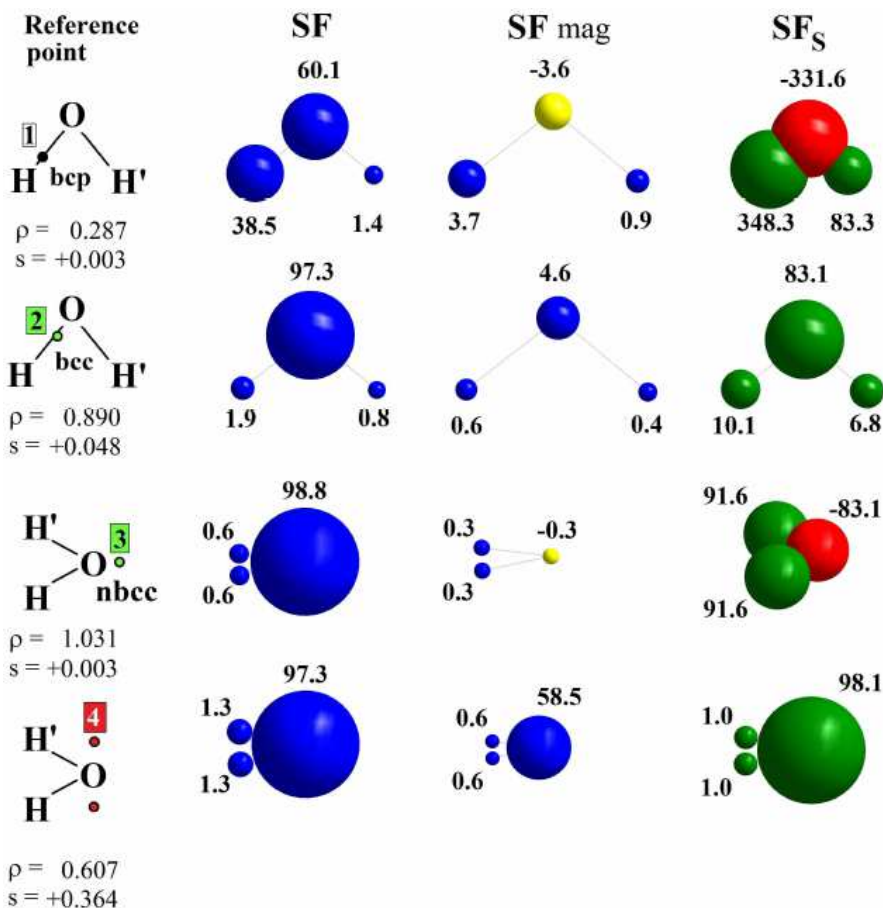 Reference point
SF
SF mag
SFS
1
O
H
bcp
H'
ρ = 0.287
s = +0.003
60.1
38.5
1.4
-3.6
3.7
0.9
-331.6
348.3
83.3
2
O
H
bcc
H'
ρ = 0.890
s = +0.048
97.3
1.9
0.8
4.6
0.6
0.4
83.1
10.1
6.8
H'
3
O
H
nbcc
ρ = 1.031
s = +0.003
98.8
0.6
0.6
0.3
-0.3
0.3
91.6
-83.1
91.6
4
H'
O
H
ρ = 0.607
s = +0.364
97.3
1.3
1.3
58.5
0.6
0.6
98.1
1.0
1.0